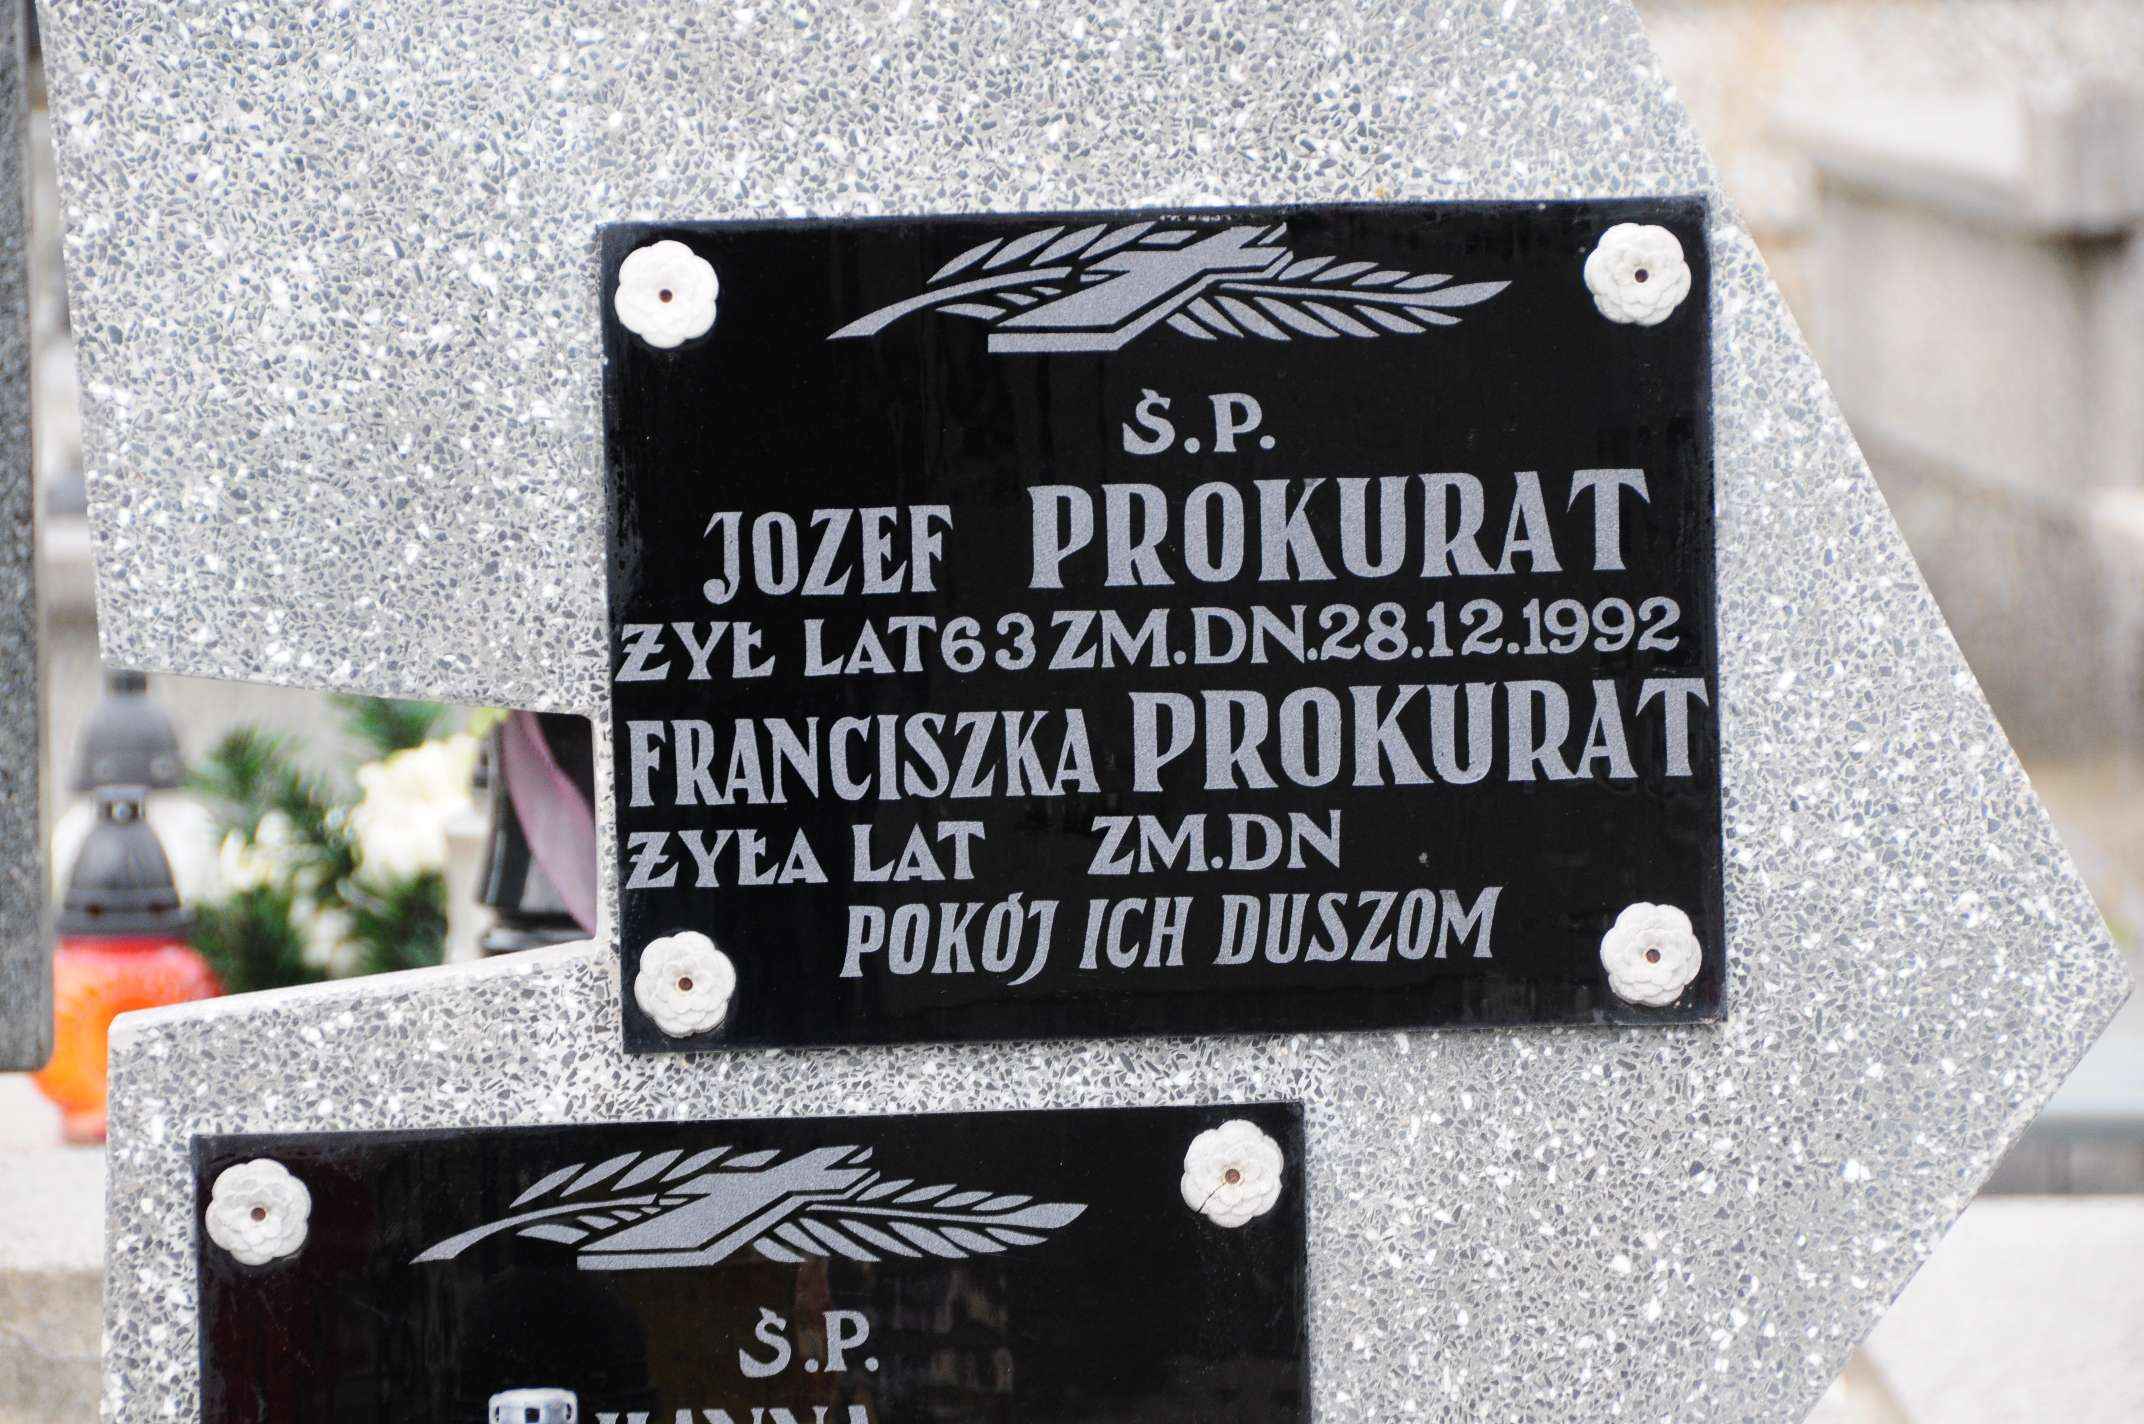 Ś.P.
JOZEF PROKURAT
ŻYŁ LAT 63 ZM.DN.28.12.1992
FRANCISZKA PROKURAT
ŻYŁA LAT ZM.DN
POKÓJ ICH DUSZOM
Ś.P.